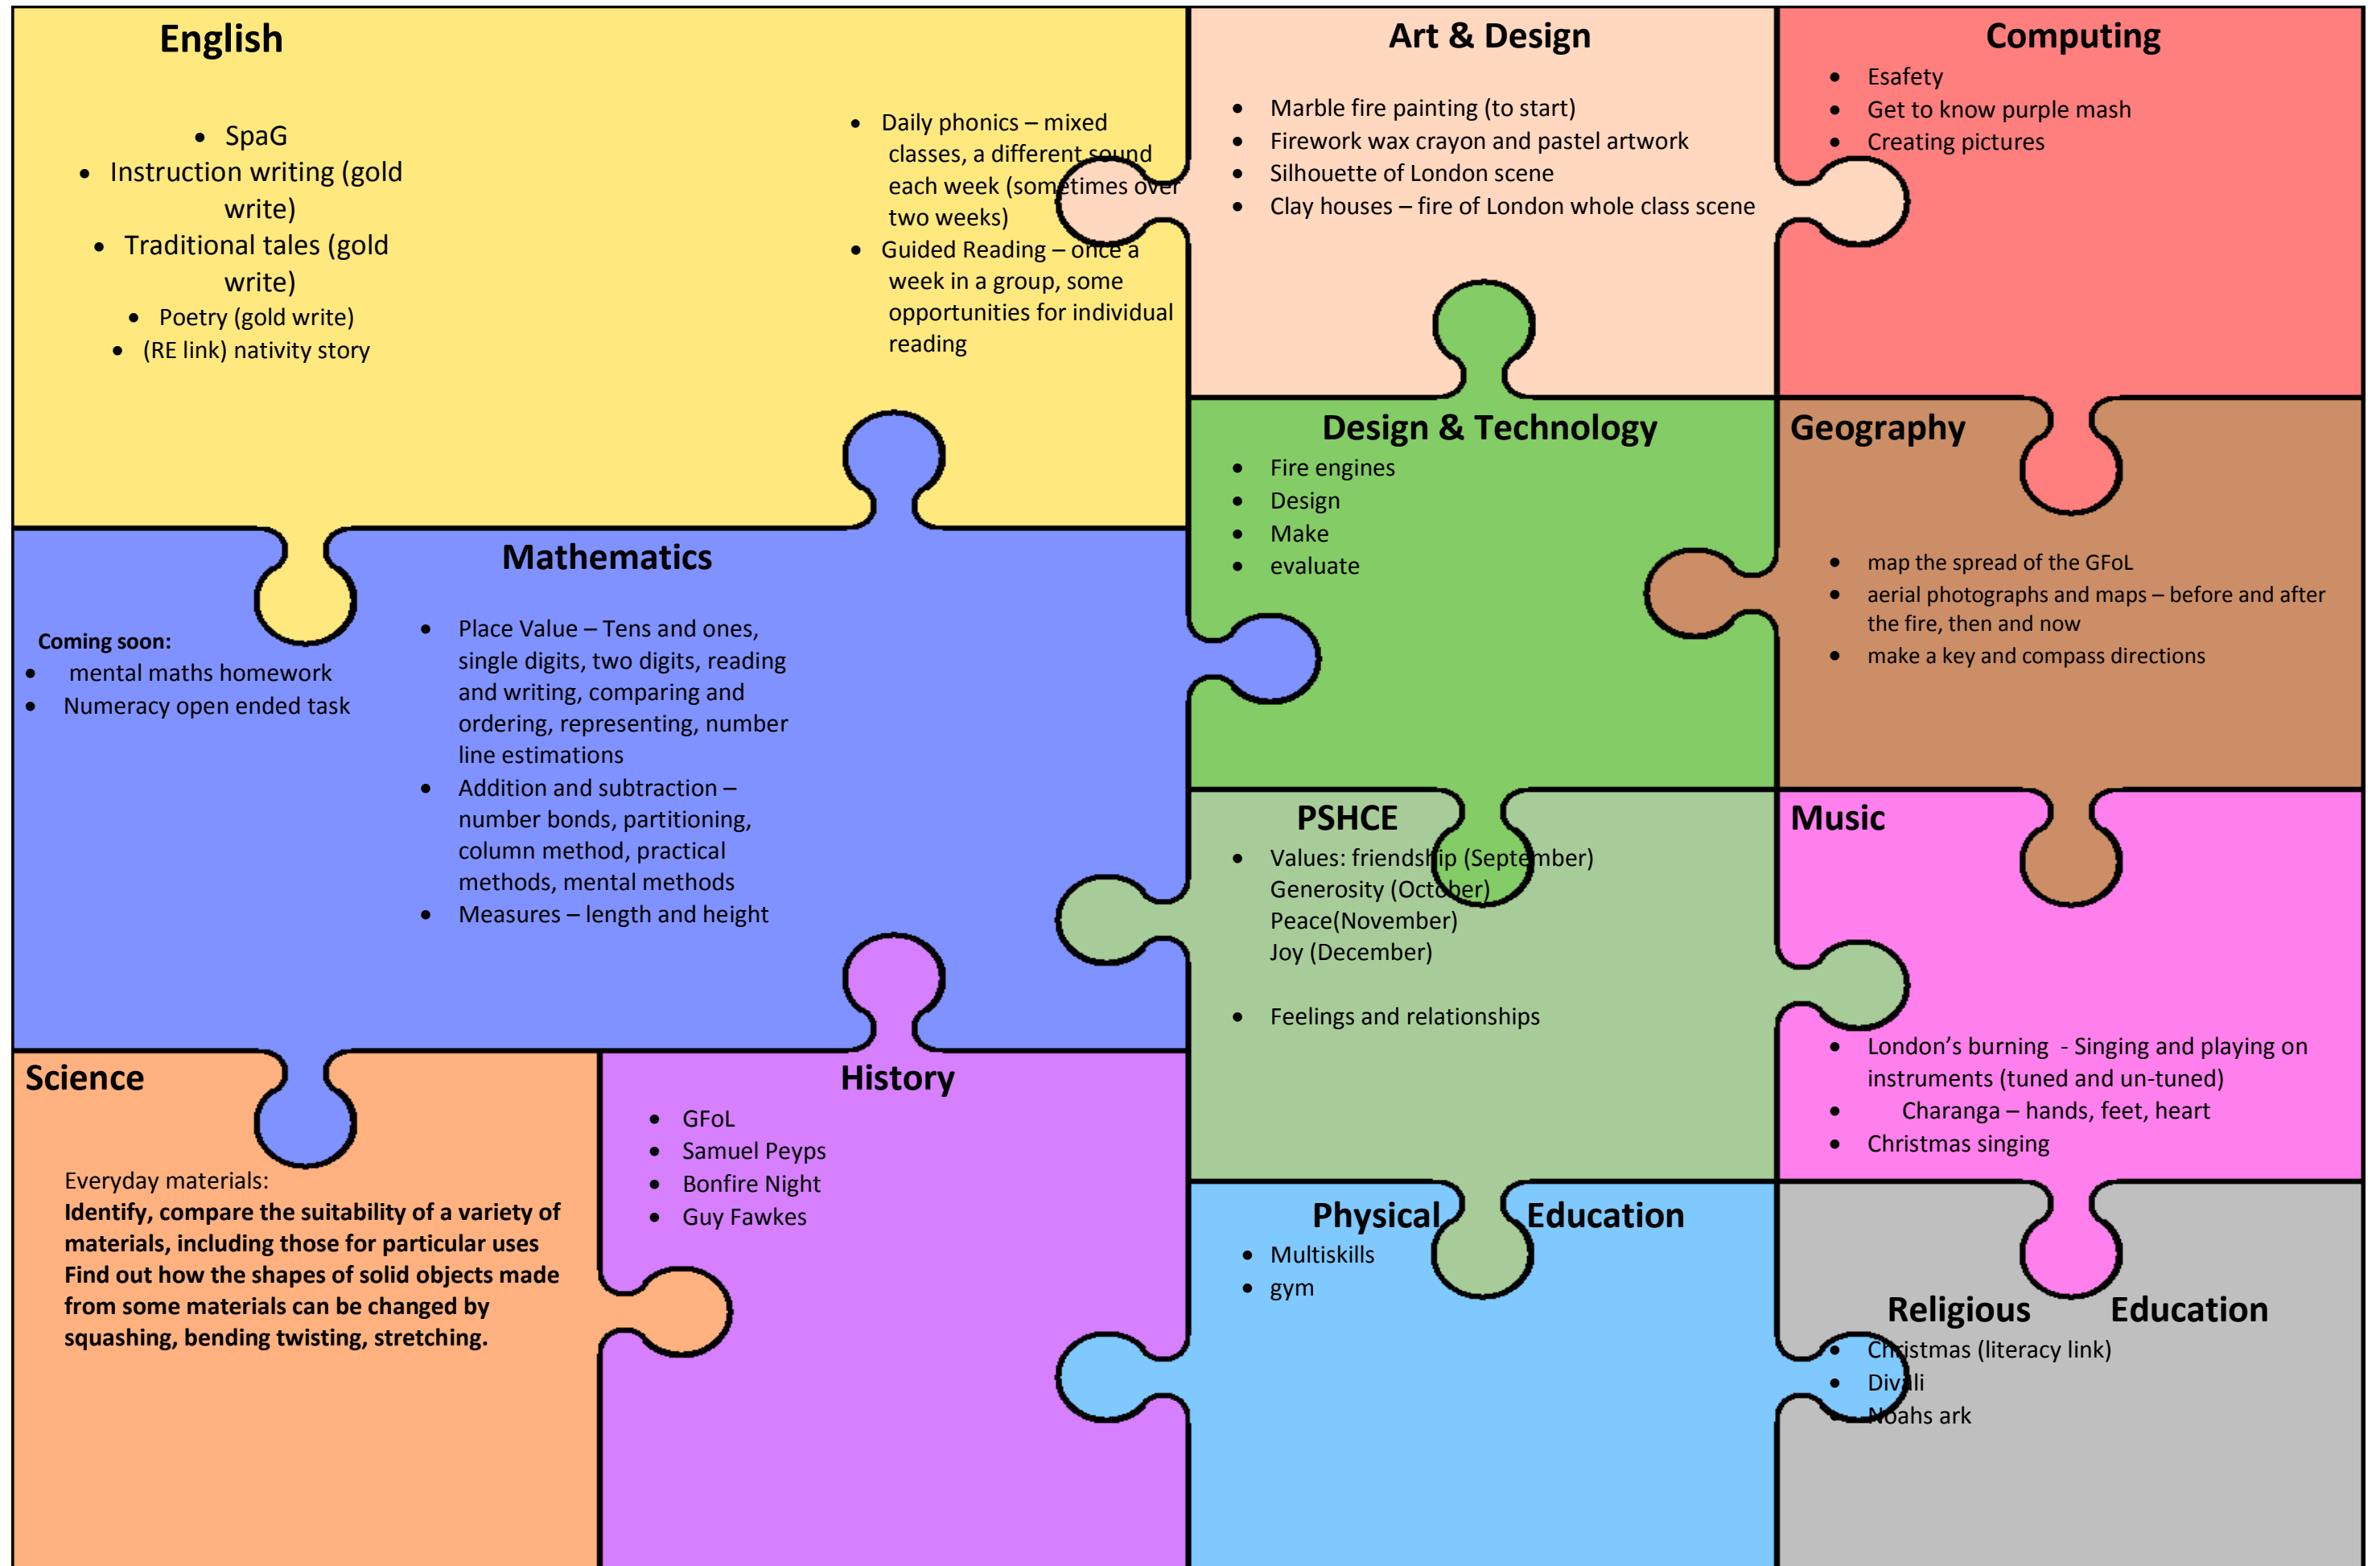 English
• SpaG
• Instruction writing (gold
write)
• Traditional tales (gold
write)
• Poetry (gold write)
• (RE link) nativity story
• Daily phonics – mixed
classes, a different sound
each week (sometimes over
two weeks)
• Guided Reading – once a
week in a group, some
opportunities for individual
reading
Art & Design
• Marble fire painting (to start)
• Firework wax crayon and pastel artwork
• Silhouette of London scene
• Clay houses – fire of London whole class scene
Computing
• Esafety
• Get to know purple mash
• Creating pictures
Mathematics
Coming soon:
• mental maths homework
• Numeracy open ended task
• Place Value – Tens and ones,
single digits, two digits, reading
and writing, comparing and
ordering, representing, number
line estimations
• Addition and subtraction –
number bonds, partitioning,
column method, practical
methods, mental methods
• Measures – length and height
Design & Technology
• Fire engines
• Design
• Make
• evaluate
Geography
• map the spread of the GFoL
• aerial photographs and maps – before and after
the fire, then and now
• make a key and compass directions
PSHCE
• Values: friendship (September)
Generosity (October)
Peace(November)
Joy (December)
• Feelings and relationships
Music
• London’s burning - Singing and playing on
instruments (tuned and un-tuned)
• Charanga – hands, feet, heart
• Christmas singing
Science
Everyday materials:
Identify, compare the suitability of a variety of
materials, including those for particular uses
Find out how the shapes of solid objects made
from some materials can be changed by
squashing, bending twisting, stretching.
History
• GFoL
• Samuel Peyps
• Bonfire Night
• Guy Fawkes
Physical Education
• Multiskills
• gym
Religious Education
• Christmas (literacy link)
• Divali
• Noahs ark